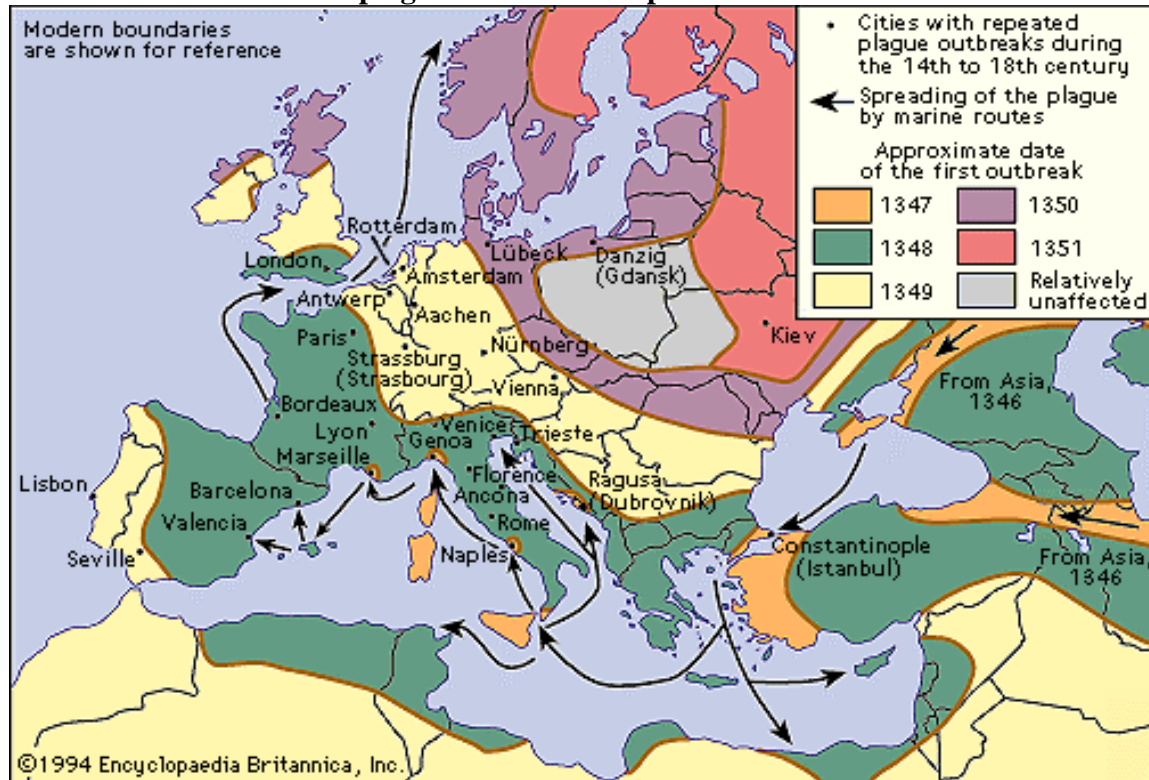 Modern boundaries
are shown for reference
Cities with repeated
plague outbreaks during
the 14th to 18th century
Spreading of the plague
by marine routes
Approximate date
of the first outbreak
1347
1350
1348
1351
1349
Relatively
unaffected
Rotterdam
London
Amsterdam
Lübeck
Danzig
(Gdansk)
Antwerp
Aachen
Paris
Strassburg
(Strasbourg)
Nürnberg
Kiev
Vienna
Bordeaux
Lyon
Venice
Trieste
Genoa
Marseille
From Asia,
1346
Lisbon
Barcelona
Florence
Ragusa
(Dubrovnik)
Ancona
Valencia
Rome
Seville
Naples
Constantinople
(Istanbul)
From Asia,
1346
©1994 Encyclopaedia Britannica, Inc.